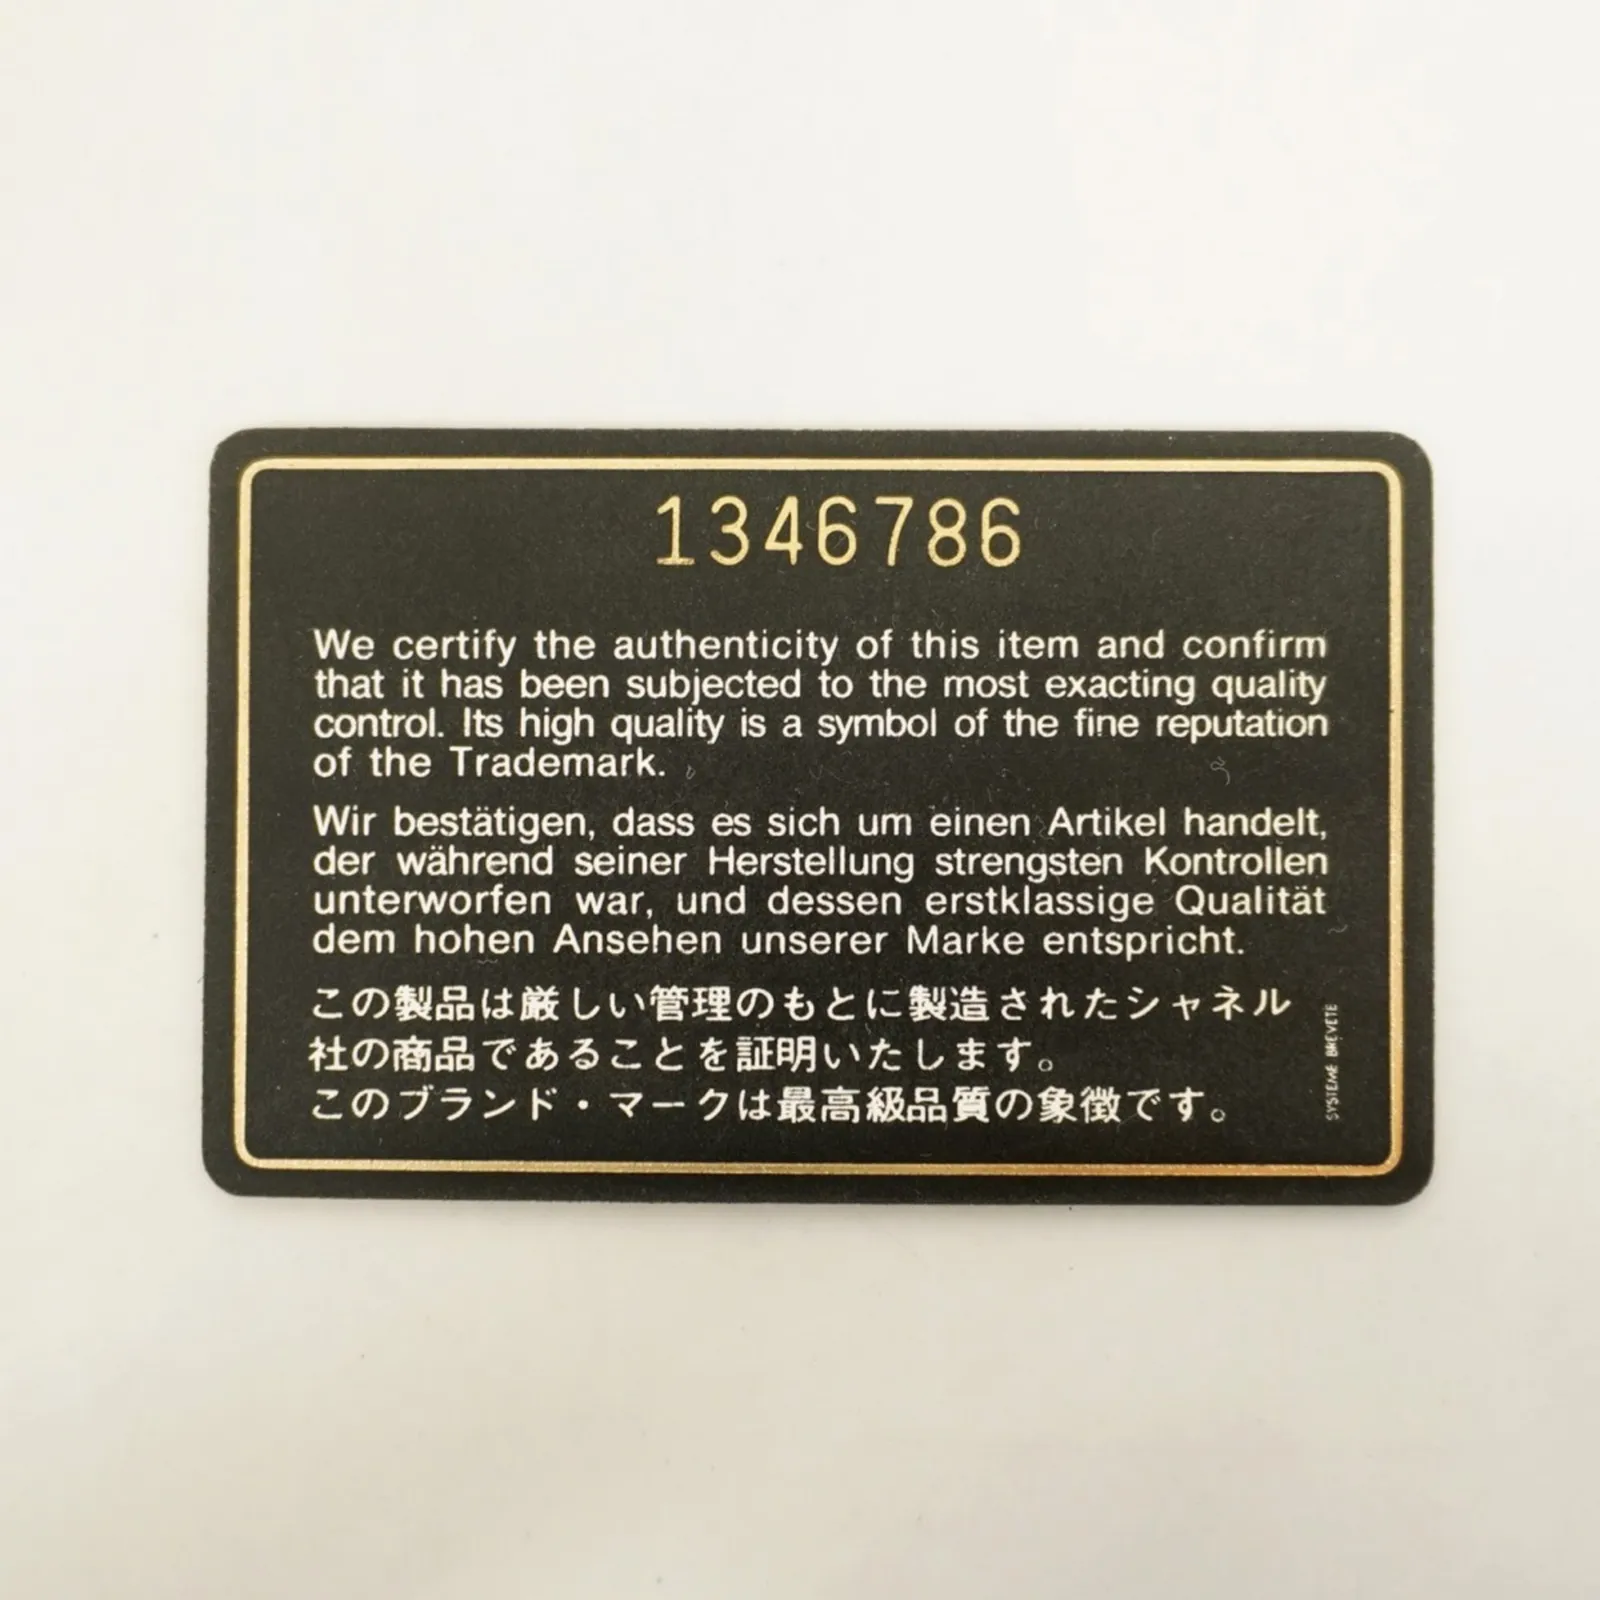 1346786
We certify the authenticity of this item and confirm
that it has been subjected to the most exacting quality
control. Its high quality is a symbol of the fine reputation
of the Trademark.
Wir bestätigen, dass es sich um einen Artikel handelt,
der während seiner Herstellung strengsten Kontrollen
unterworfen war, und dessen erstklassige Qualität
dem hohen Ansehen unserer Marke entspricht.
この製品は厳しい管理のもとに製造されたシャネル
社の商品であることを証明いたします。
このブランド・マークは最高級品質の象徴です。
SYSTEME BREVETE